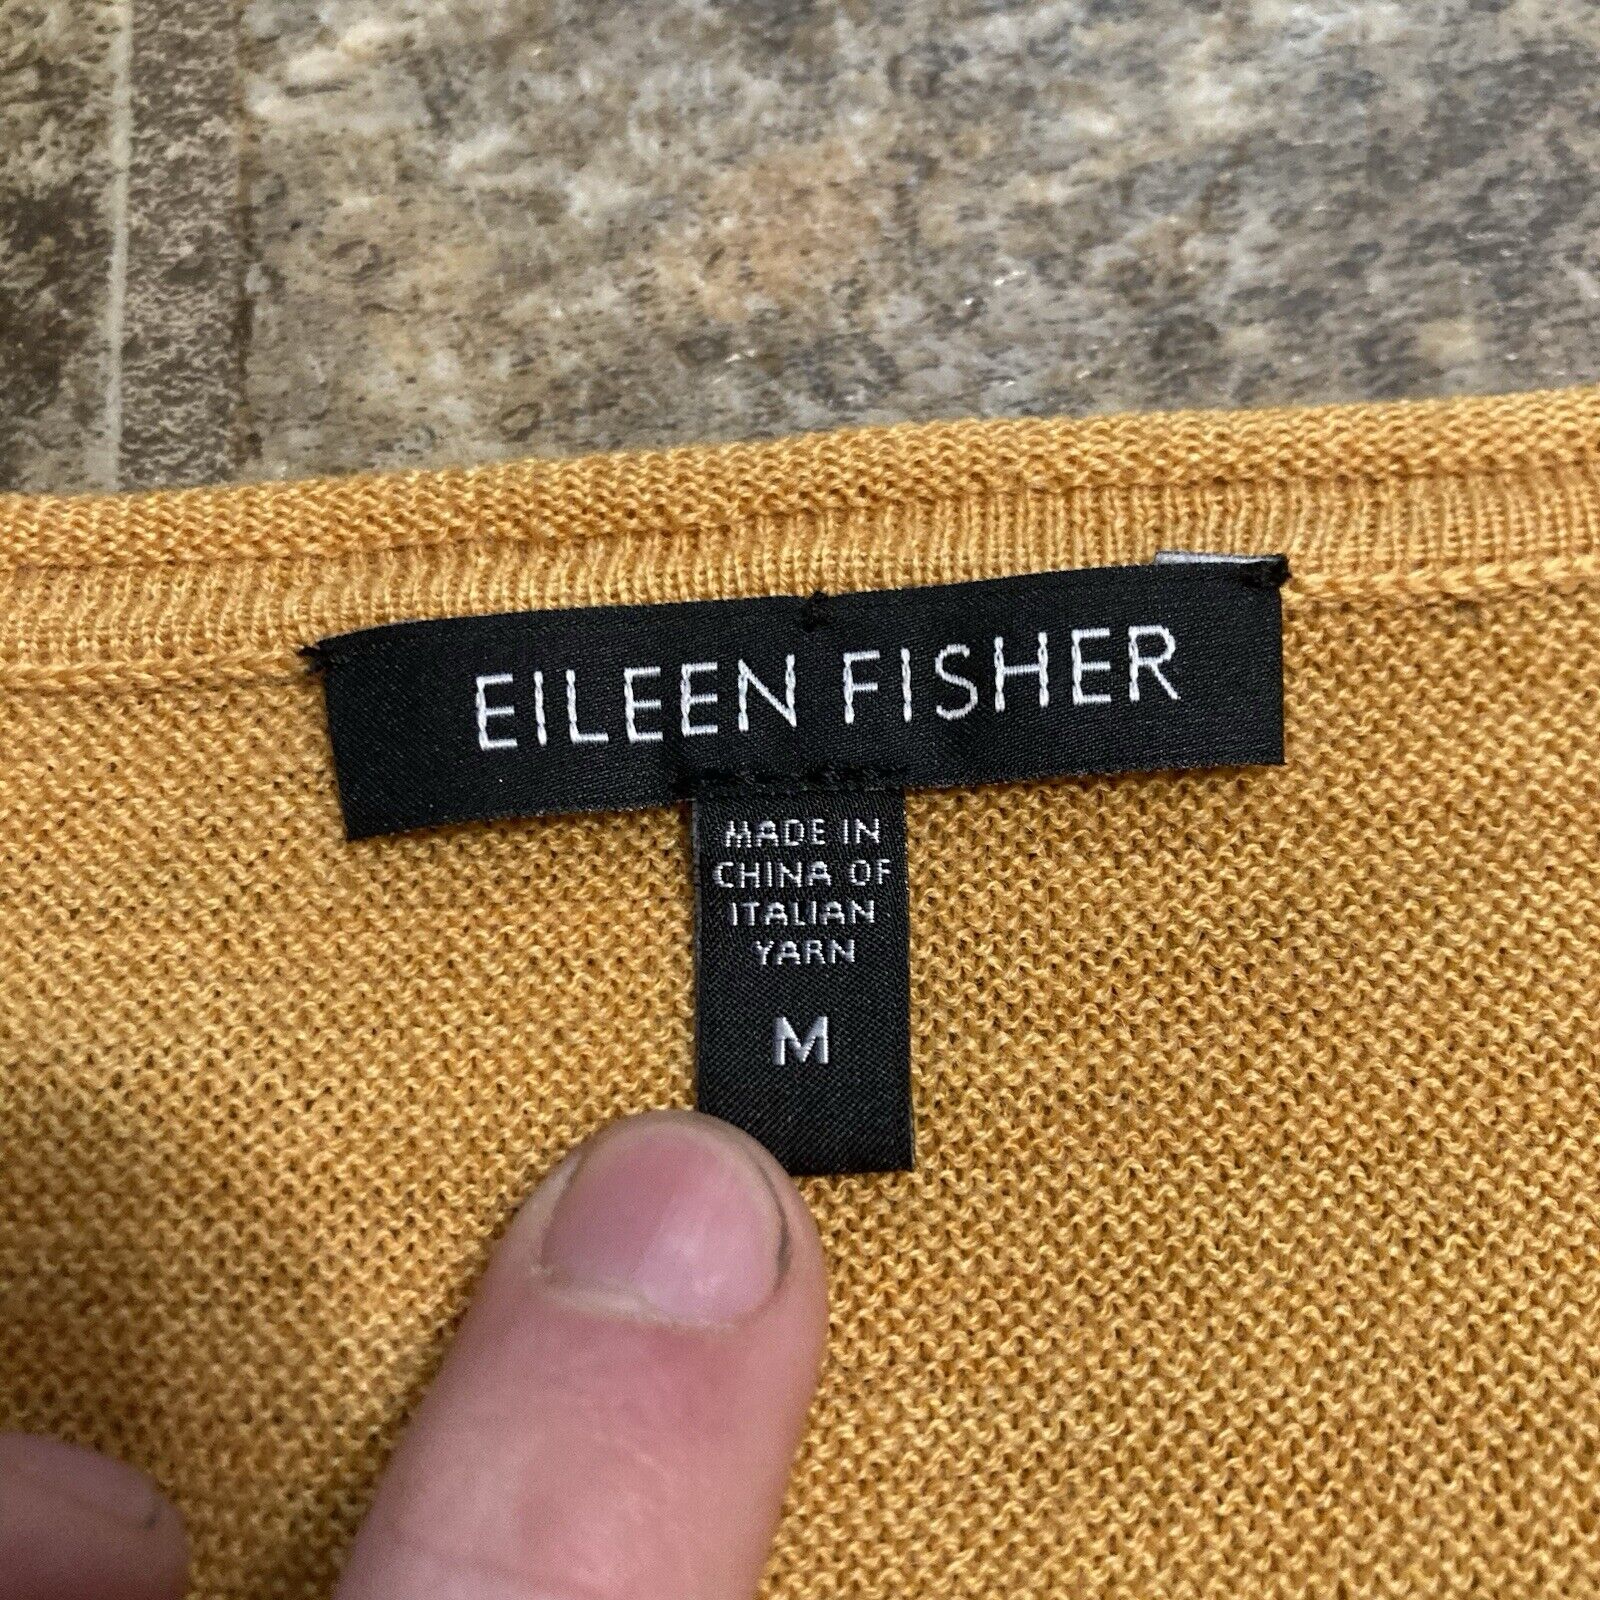 EILEEN FISHER
MADE IN
CHINA OF
ITALIAN
YARN
M